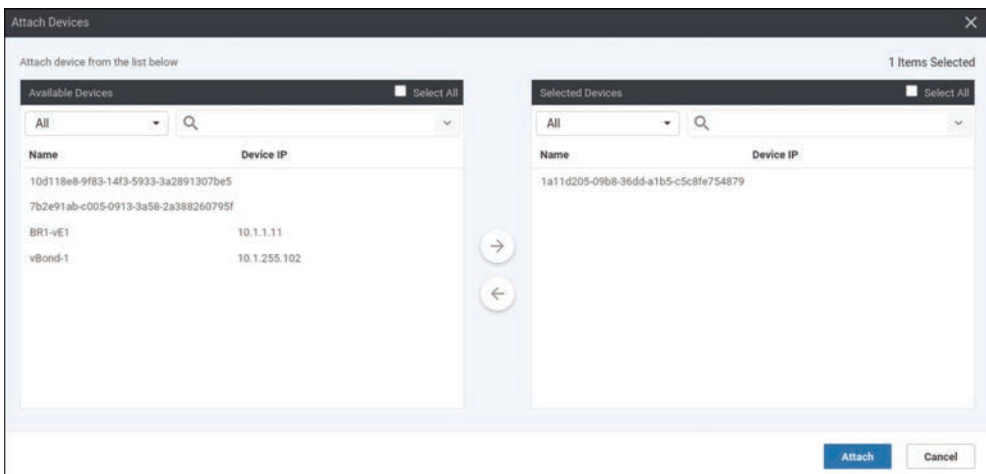 Attach Devices
Attach device from the list below
1 Items Selected
Available Devices
Select All
All
Name Device IP
10d118e8-9f83-14f3-5933-3a2891307be5
7b2e91ab-c005-0913-3a58-2a388260795f
BR1-vE1 10.1.1.11
vBond-1 10.1.255.102
Selected Devices
Select All
All
Name Device IP
1a11d205-09b8-36dd-a1b5-c5c8fe754879
Attach
Cancel